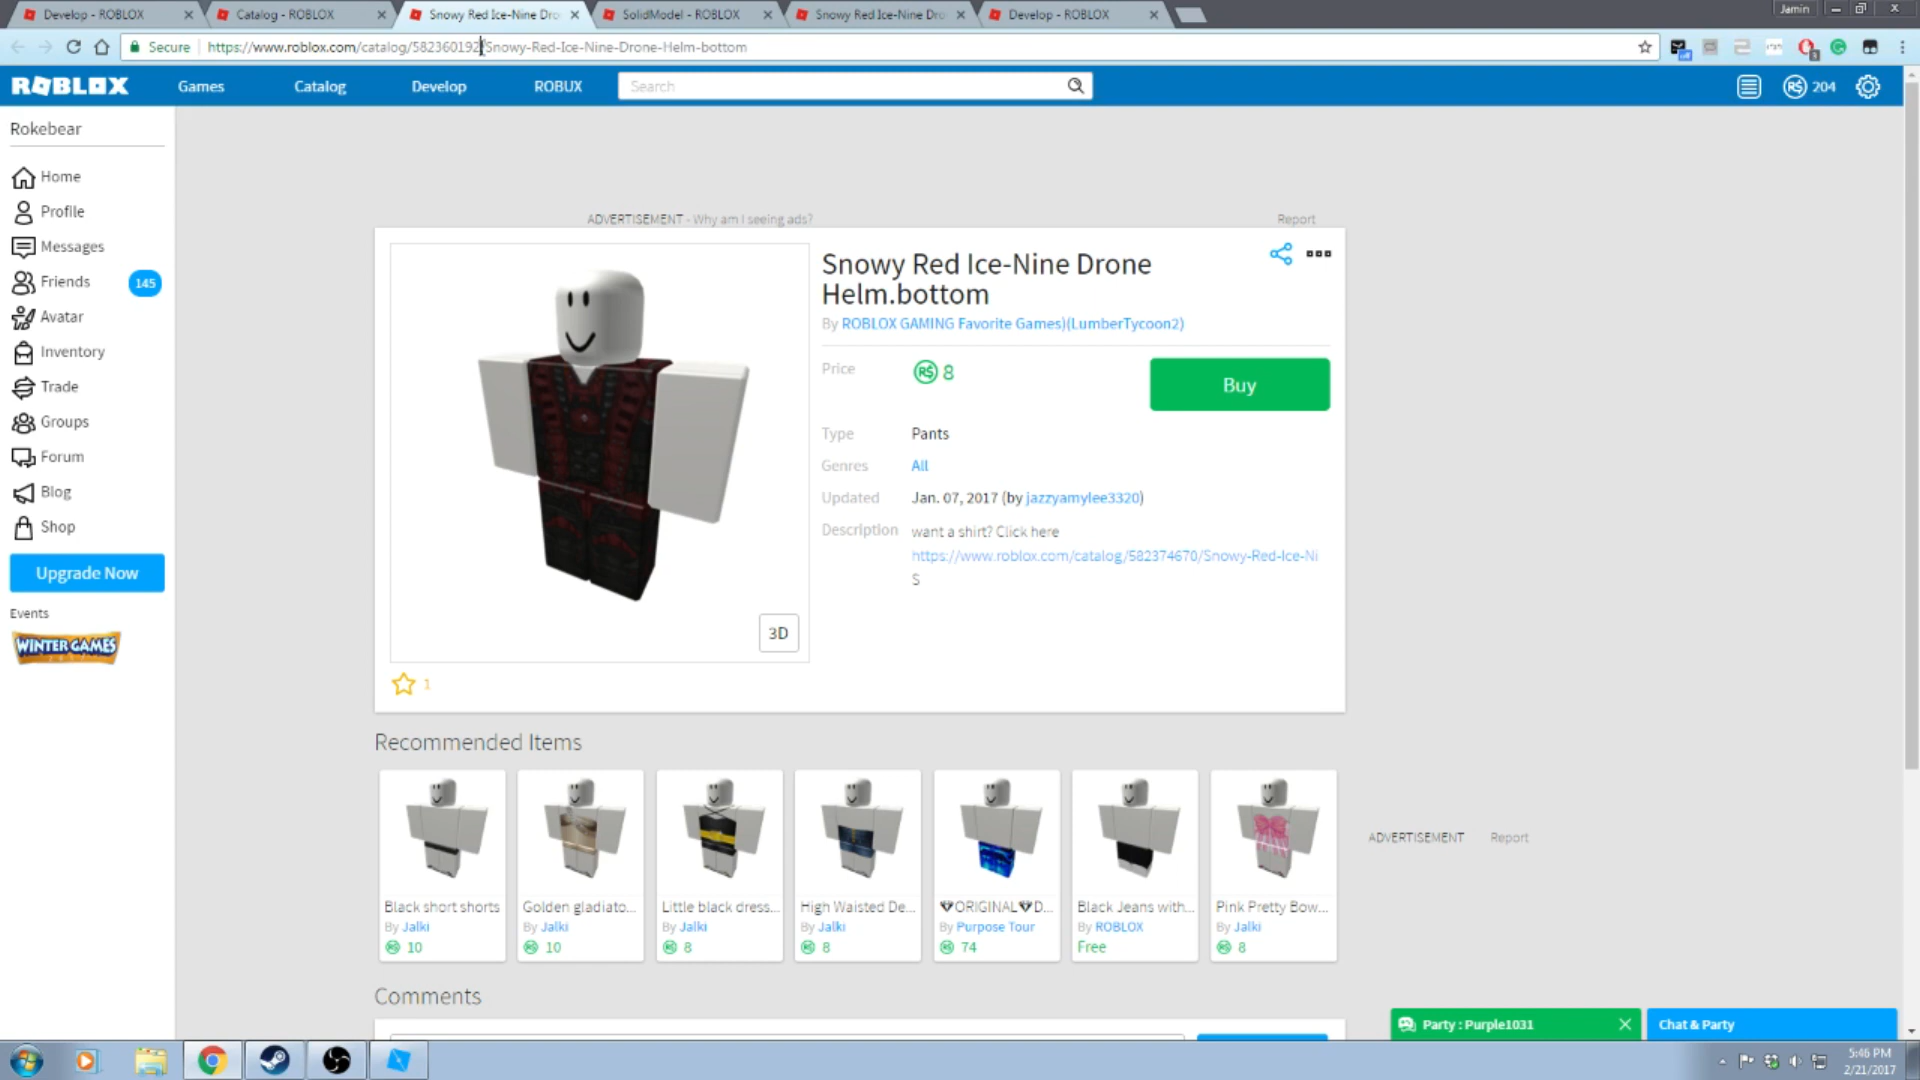 Develop - ROBLOX
Catalog - ROBLOX
Snowy Red Ice-Nine Dro
SolidModel - ROBLOX
Snowy Red Ice-Nine Dro
Develop - ROBLOX
Jamin
Secure
https://www.roblox.com/catalog/582360192/Snowy-Red-Ice-Nine-Drone-Helm-bottom
ROBLOX
Games
Catalog
Develop
ROBUX
Search
R$ 204
Rokebear
Home
Profile
Messages
Friends
145
Avatar
Inventory
Trade
Groups
Forum
Blog
Shop
Upgrade Now
Events
WINTER GAMES
ADVERTISEMENT - Why am I seeing ads?
Report
Snowy Red Ice-Nine Drone
Helm.bottom
By ROBLOX GAMING Favorite Games)(LumberTycoon2)
Price
R$ 8
Buy
Type
Pants
Genres
All
Updated
Jan. 07, 2017 (by jazzyamylee3320)
Description
want a shirt? Click here
https://www.roblox.com/catalog/582374670/Snowy-Red-Ice-Ni
S
3D
1
Recommended Items
Black short shorts
By Jalki
R$ 10
Golden gladiato...
By Jalki
R$ 10
Little black dress...
By Jalki
R$ 8
High Waisted De...
By Jalki
R$ 8
💎ORIGINAL💎D...
By Purpose Tour
R$ 74
Black Jeans with...
By ROBLOX
Free
Pink Pretty Bow...
By Jalki
R$ 8
ADVERTISEMENT
Report
Comments
Party : Purple1031
Chat & Party
5:46 PM
2/21/2017